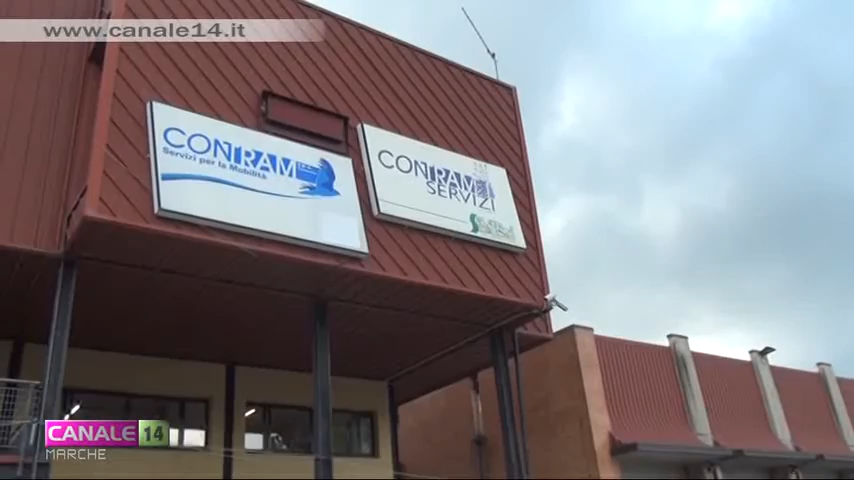 www.canale14.it
CONTRAM
Servizi per la Mobilità
CONTRAM
SERVIZI
CANALE 14
MARCHE